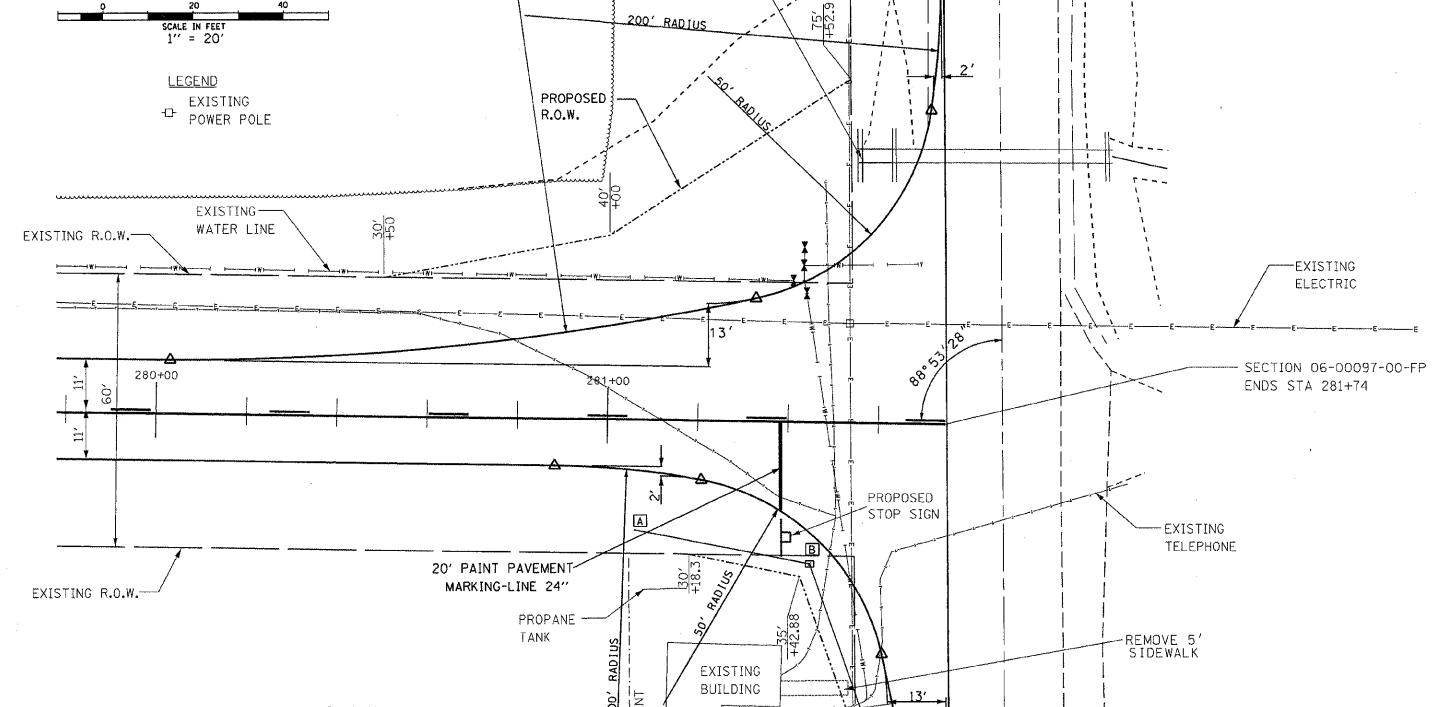 0 20 40
SCALE IN FEET
1" = 20'
LEGEND
EXISTING
POWER POLE
200' RADIUS
75'
+52.9
2'
50' RADIUS
PROPOSED
R.O.W.
40'
+00
30'
+50
EXISTING
WATER LINE
EXISTING R.O.W.
W W W W W W W W
E E E E E E E E
13'
EXISTING
ELECTRIC
88°53'28"
SECTION 06-00097-00-FP
ENDS STA 281+74
280+00
281+00
11'
60'
11'
2'
A
PROPOSED
STOP SIGN
B
EXISTING
TELEPHONE
20' PAINT PAVEMENT
MARKING-LINE 24"
30'
+18.3
EXISTING R.O.W.
PROPANE
TANK
50' RADIUS
35'
+42.88
REMOVE 5'
SIDEWALK
EXISTING
BUILDING
00' RADIUS
NT
13'